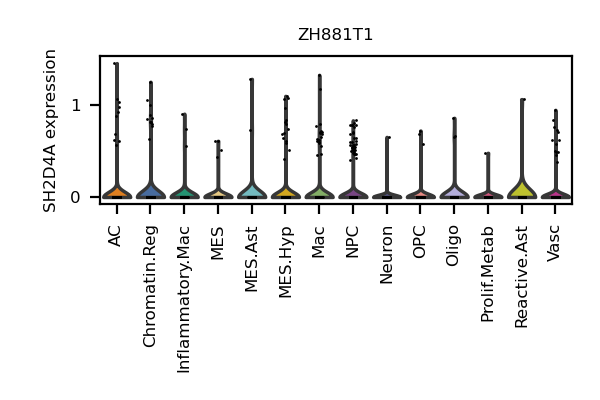 ZH881T1
SH2D4A expression
1
0
AC
Chromatin.Reg
Inflammatory.Mac
MES
MES.Ast
MES.Hyp
Mac
NPC
Neuron
OPC
Oligo
Prolif.Metab
Reactive.Ast
Vasc